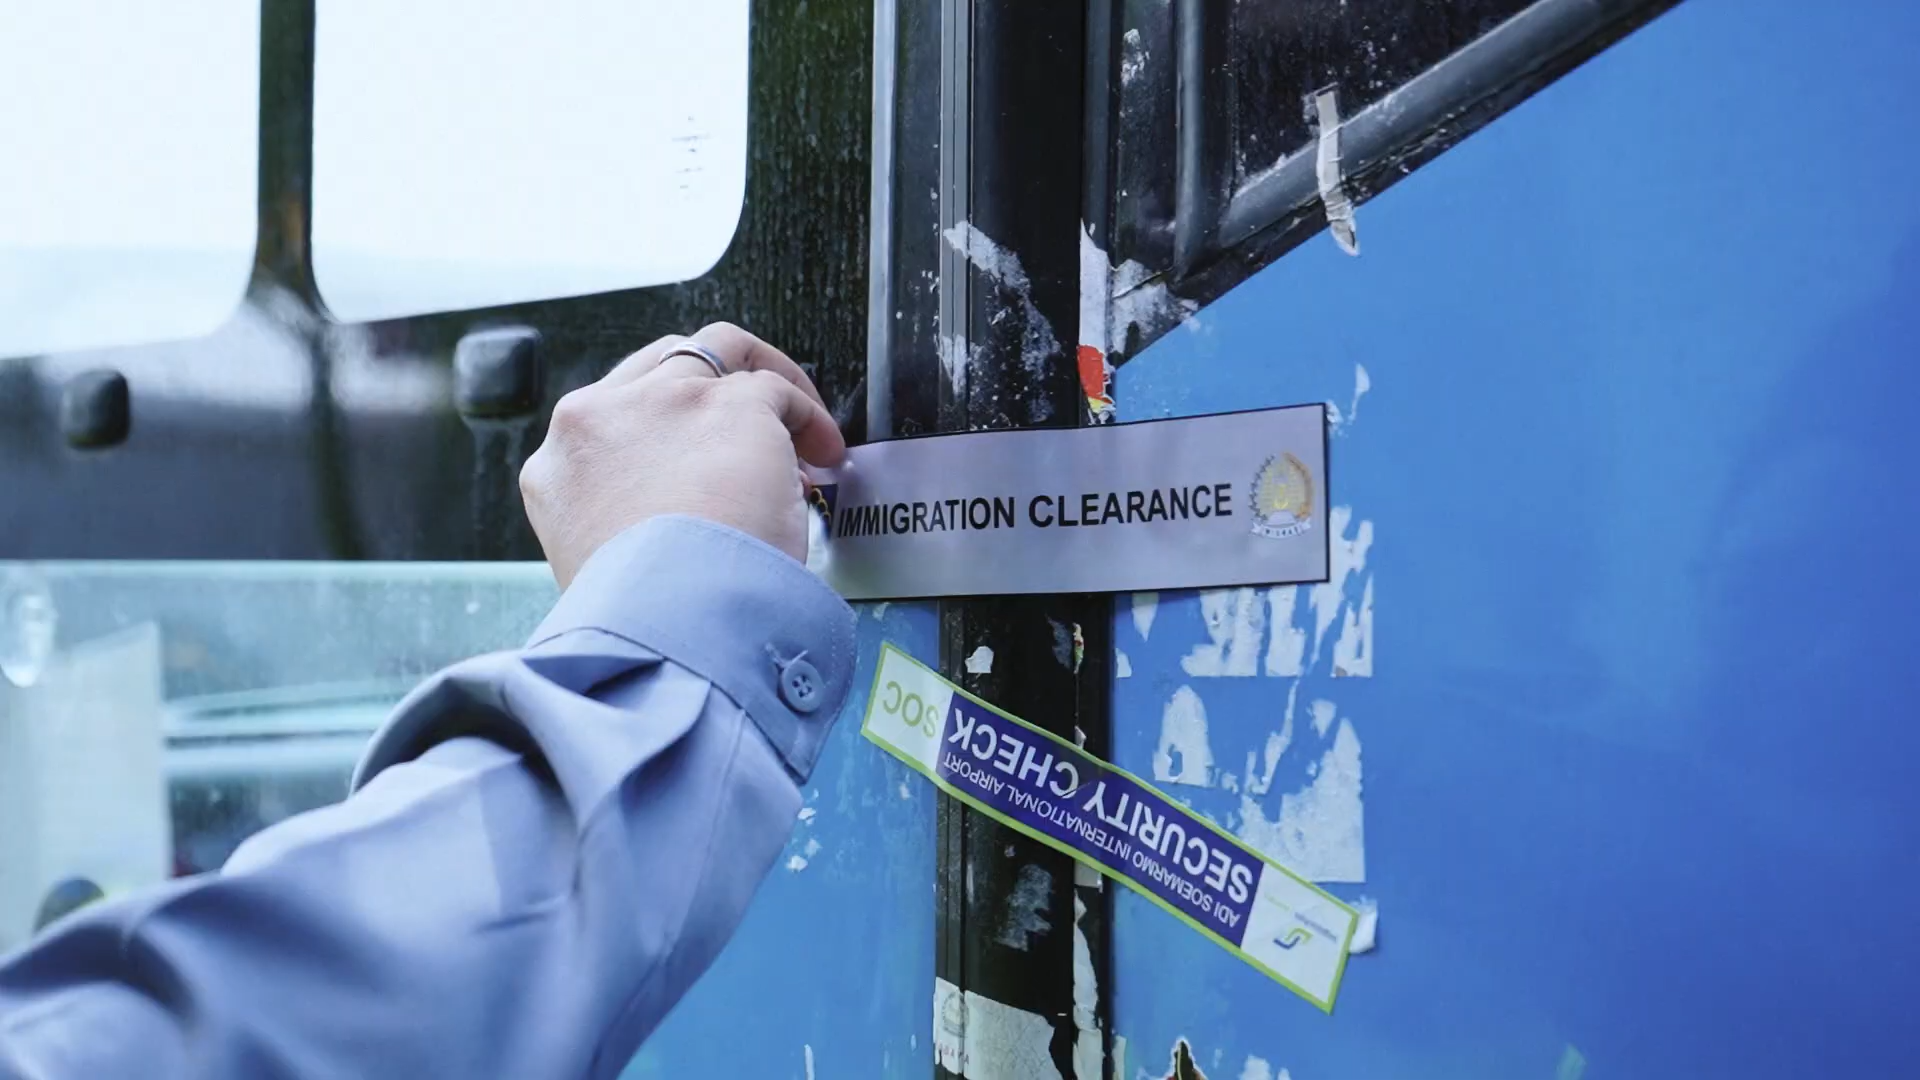 IMMIGRATION CLEARANCE
SOC
SECURITY CHECK
ADI SOEMARMO INTERNATIONAL AIRPORT